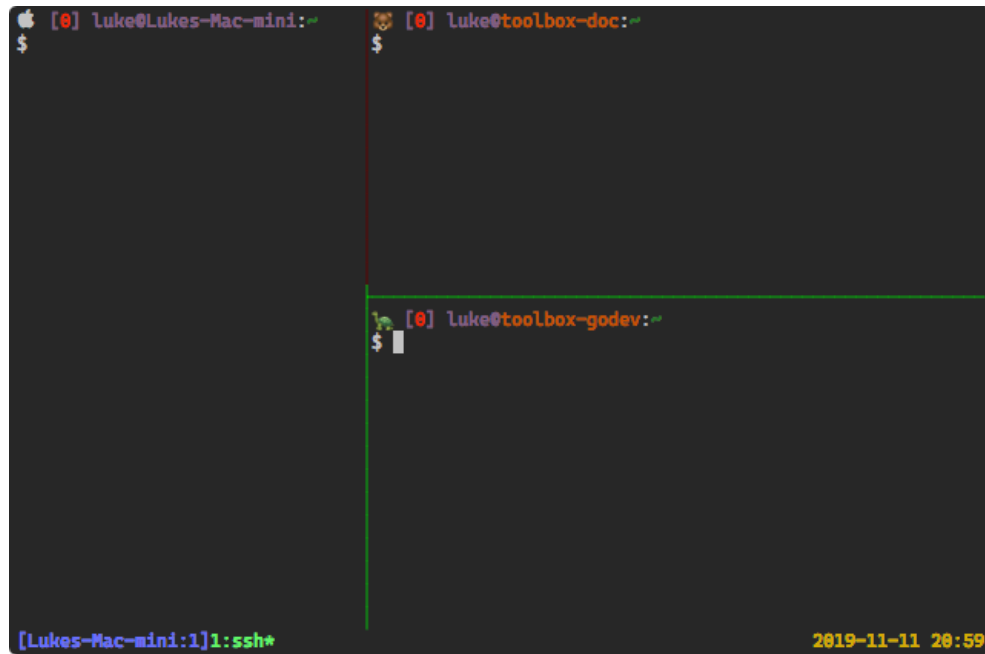 [0] luke@Lukes-Mac-mini:~
$
[0] luke@toolbox-doc:~
$
[0] luke@toolbox-godev:~
$
[Lukes-Mac-mini:1]1:ssh* 2019-11-11 20:59